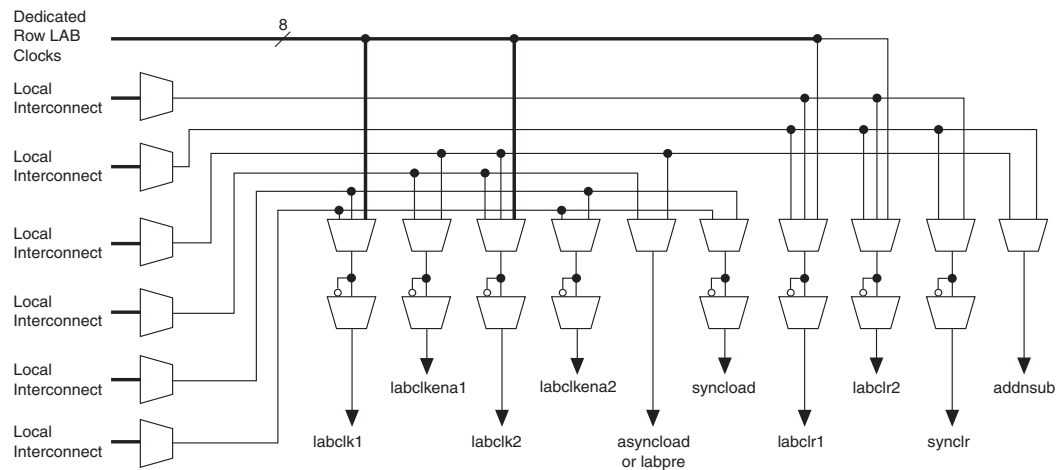 Dedicated
Row LAB
Clocks
8
Local
Interconnect
Local
Interconnect
Local
Interconnect
Local
Interconnect
Local
Interconnect
Local
Interconnect
labclkena1
labclkena2
syncload
labclr2
addnsub
labclk1
labclk2
asyncload
or labpre
labclr1
synclr